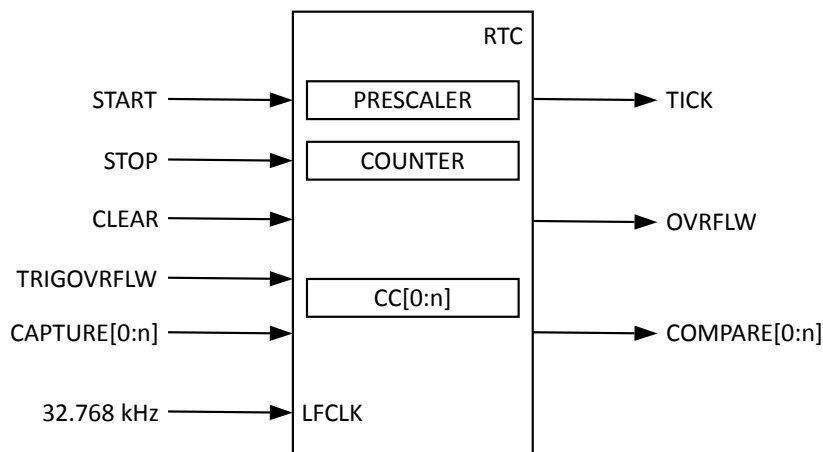 RTC
START PRESCALER TICK
STOP COUNTER
CLEAR OVRFLW
TRIGOVRFLW
CC[0:n]
CAPTURE[0:n] COMPARE[0:n]
32.768 kHz LFCLK